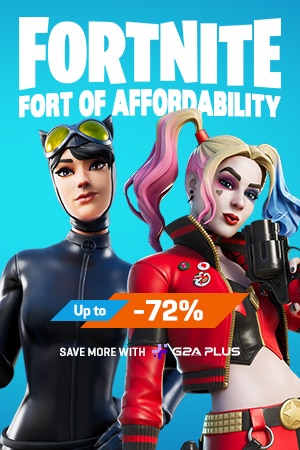 FORTNITE
FORT OF AFFORDABILITY
Up to -72%
SAVE MORE WITH G2A PLUS